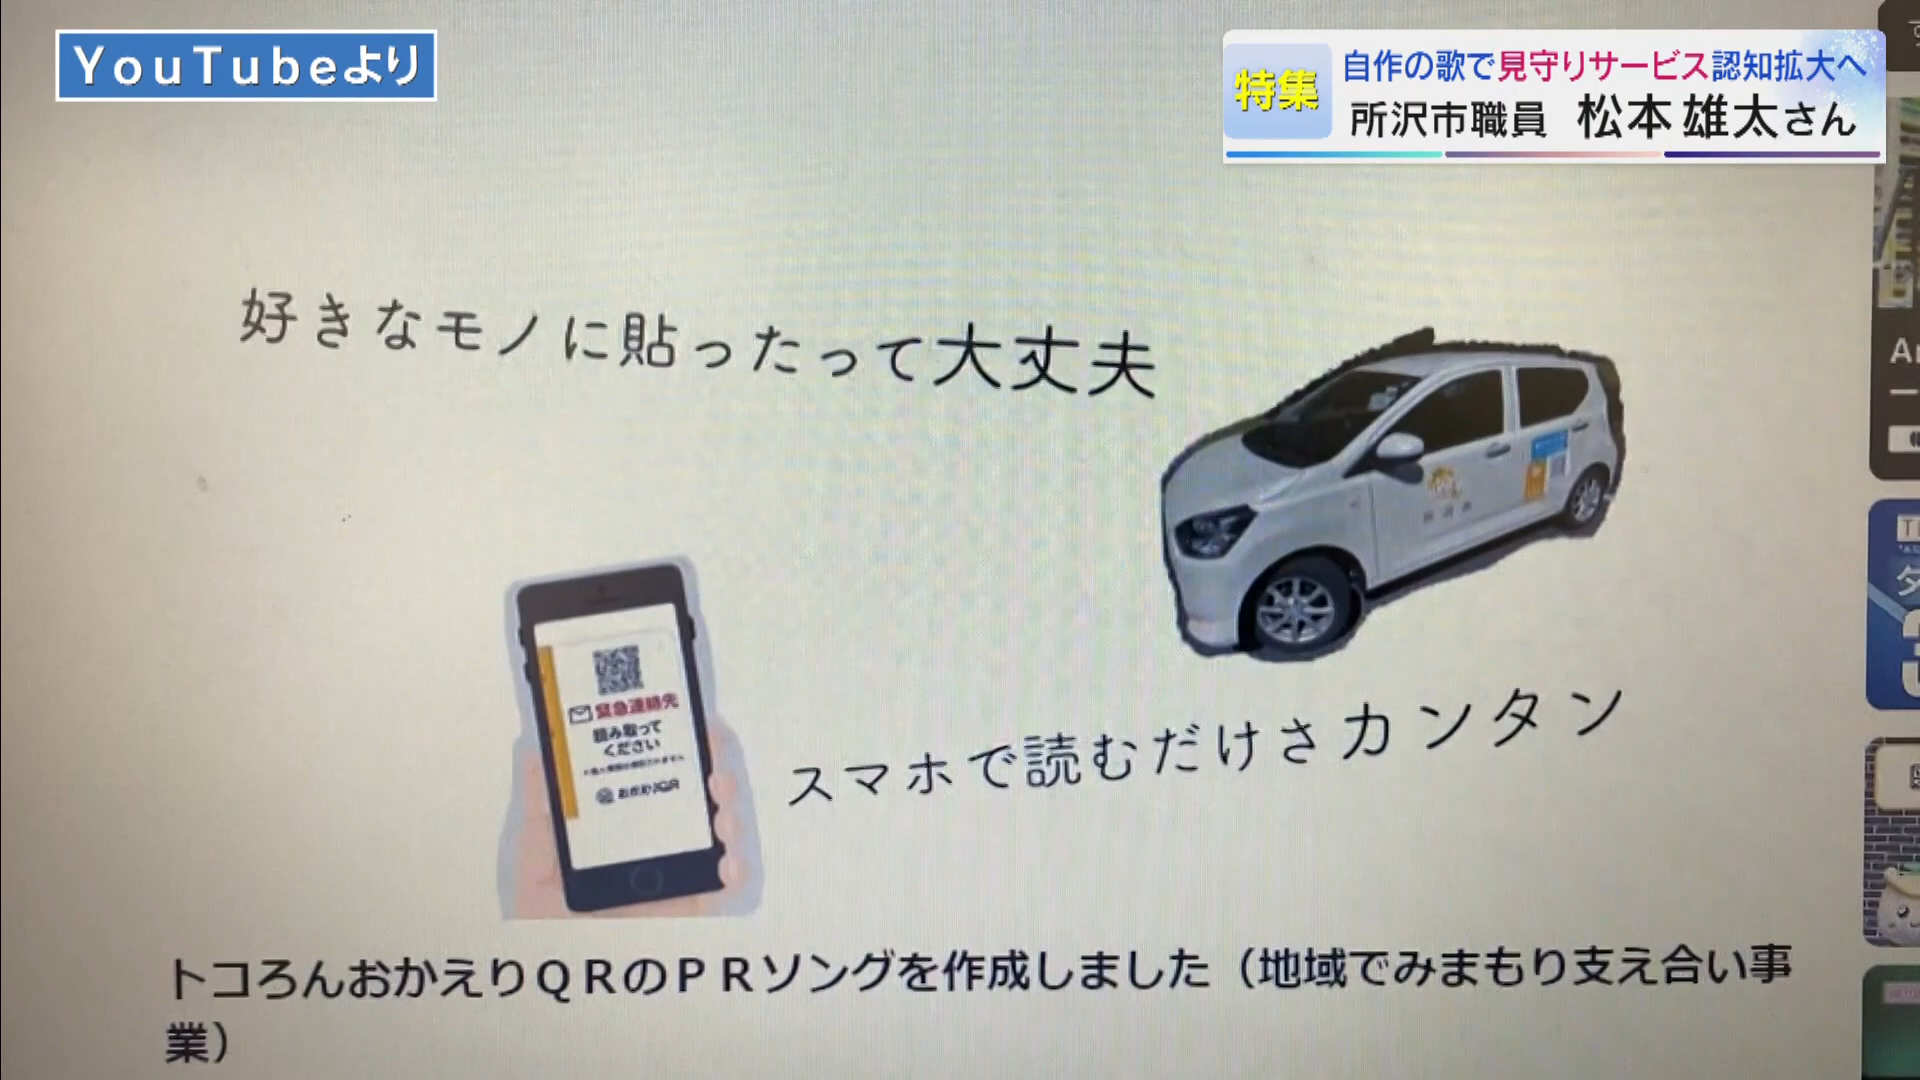 YouTubeより
特集
自作の歌で見守りサービス認知拡大へ
所沢市職員 松本雄太さん
好きなモノに貼ったって大丈夫
緊急連絡先
読み取って
ください
おかえりQR
スマホで読むだけさカンタン
トコろんおかえりQRのPRソングを作成しました(地域でみまもり支え合い事
業)